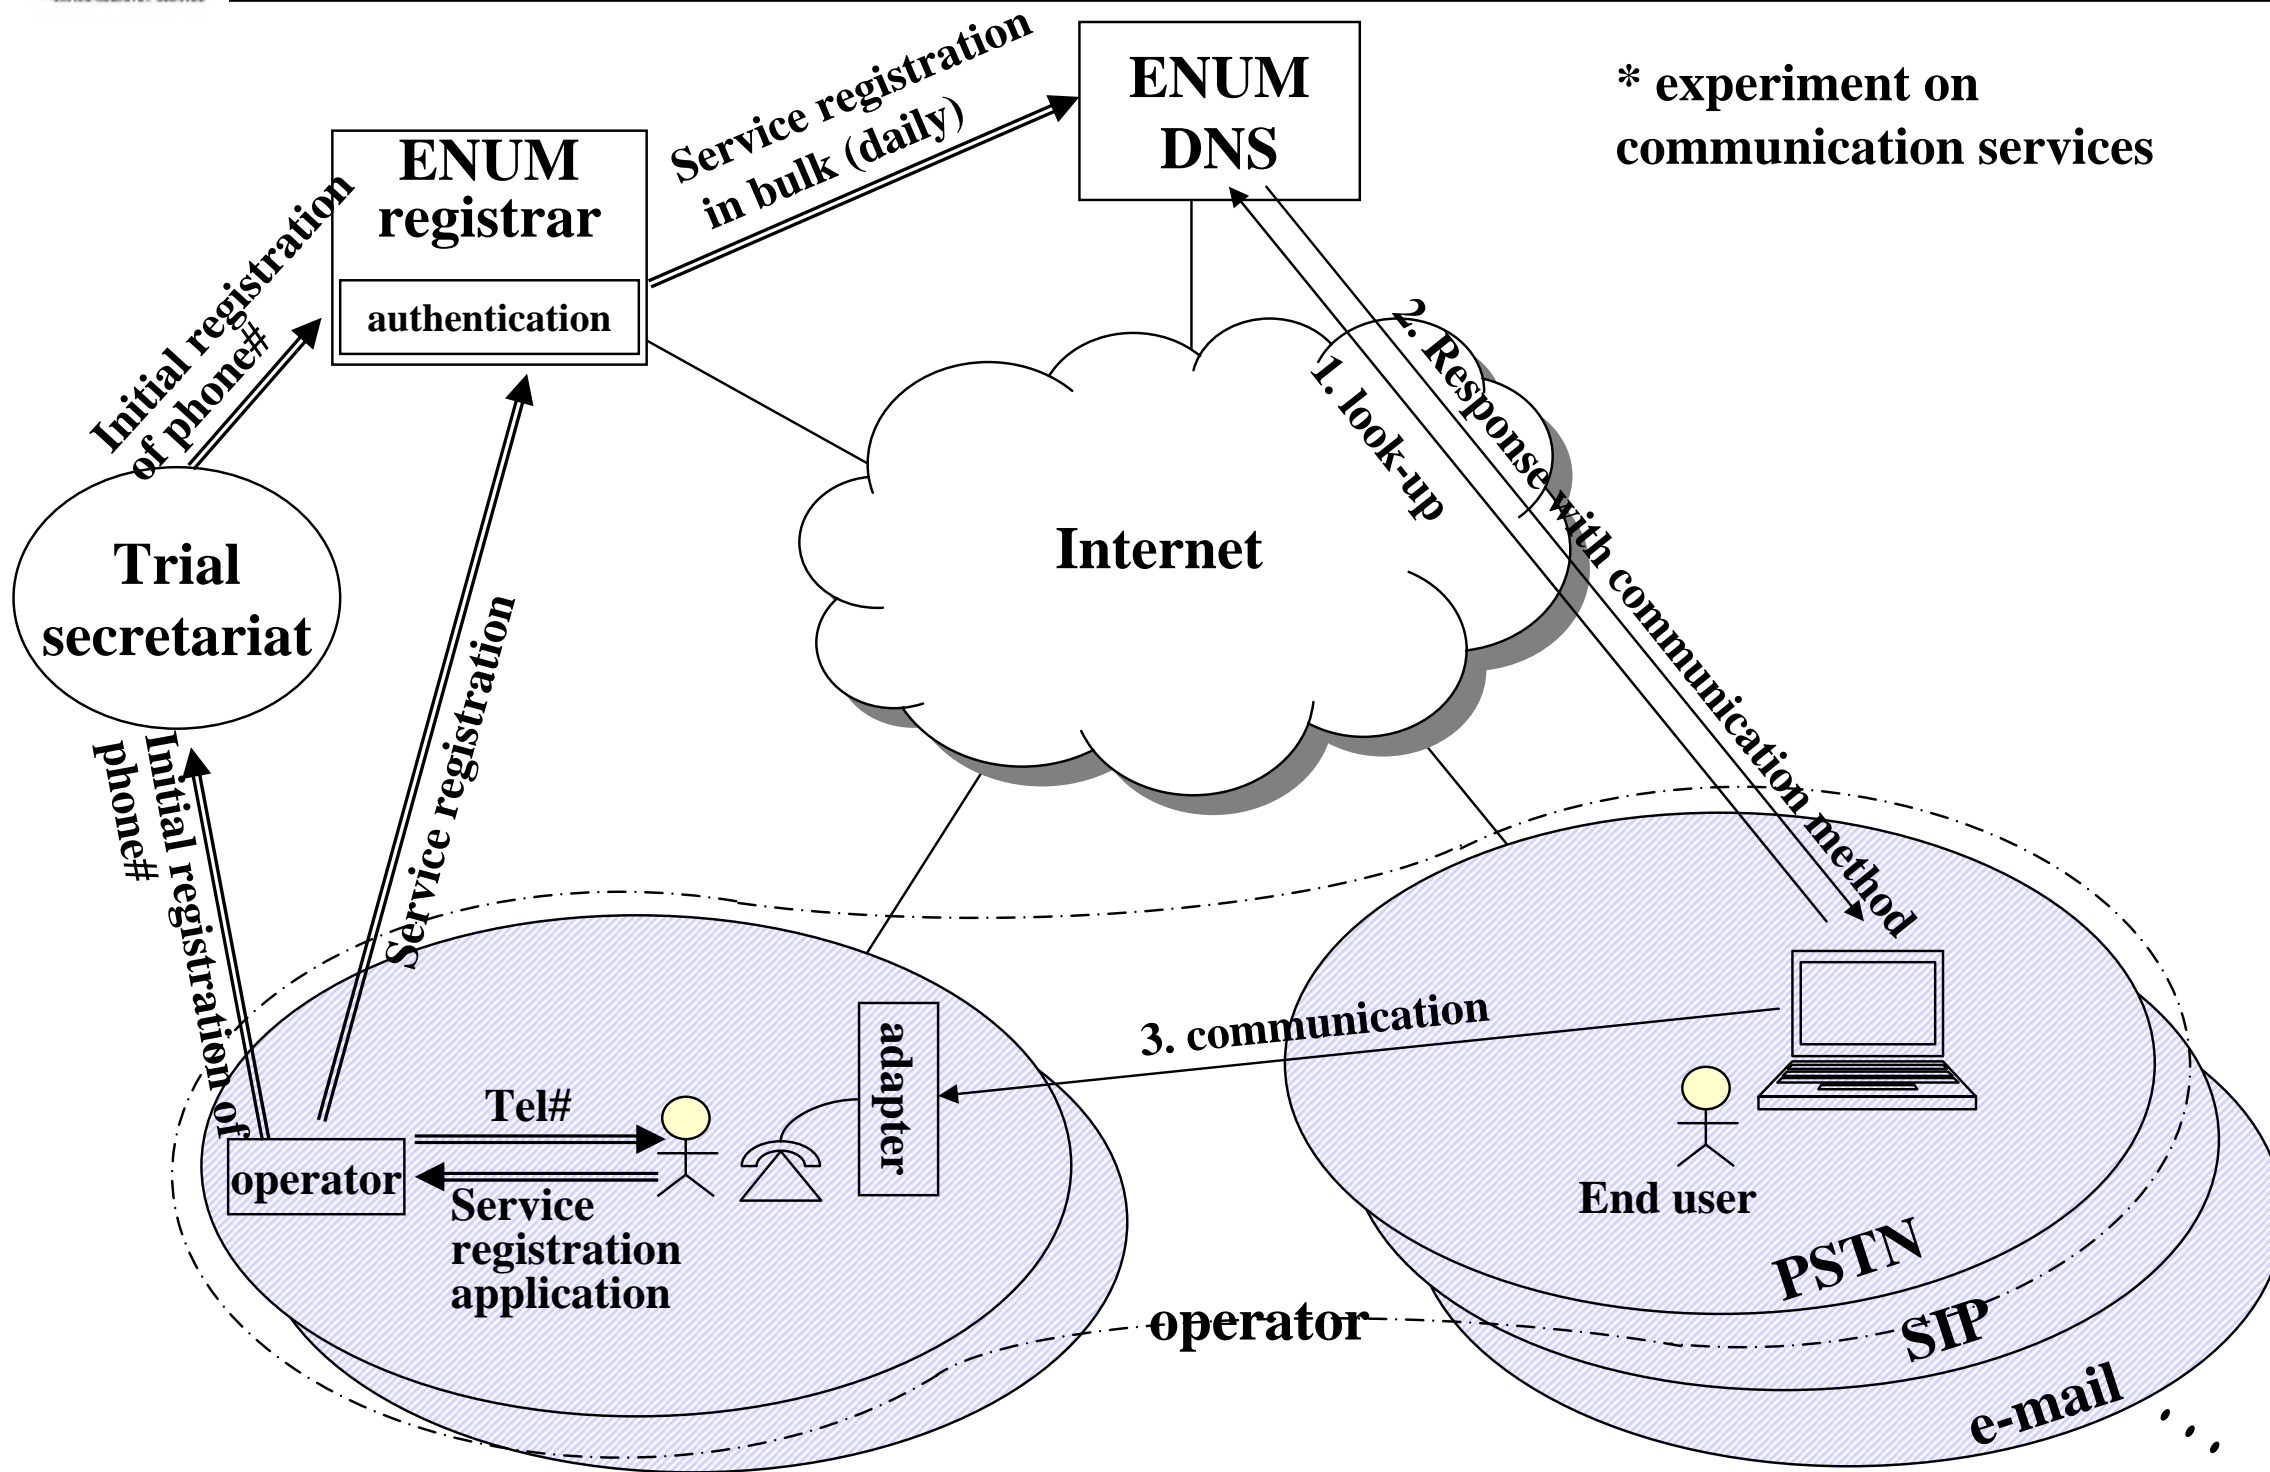 ENUM
DNS
* experiment on
communication services
Service registration
in bulk (daily)
ENUM
registrar
authentication
Initial registration
of phone#
2. Response with communication method
1. look-up
Internet
Trial
secretariat
Service registration
Initial registration of
phone#
3. communication
adapter
Tel#
operator
Service
registration
application
End user
PSTN
SIP
e-mail
...
operator